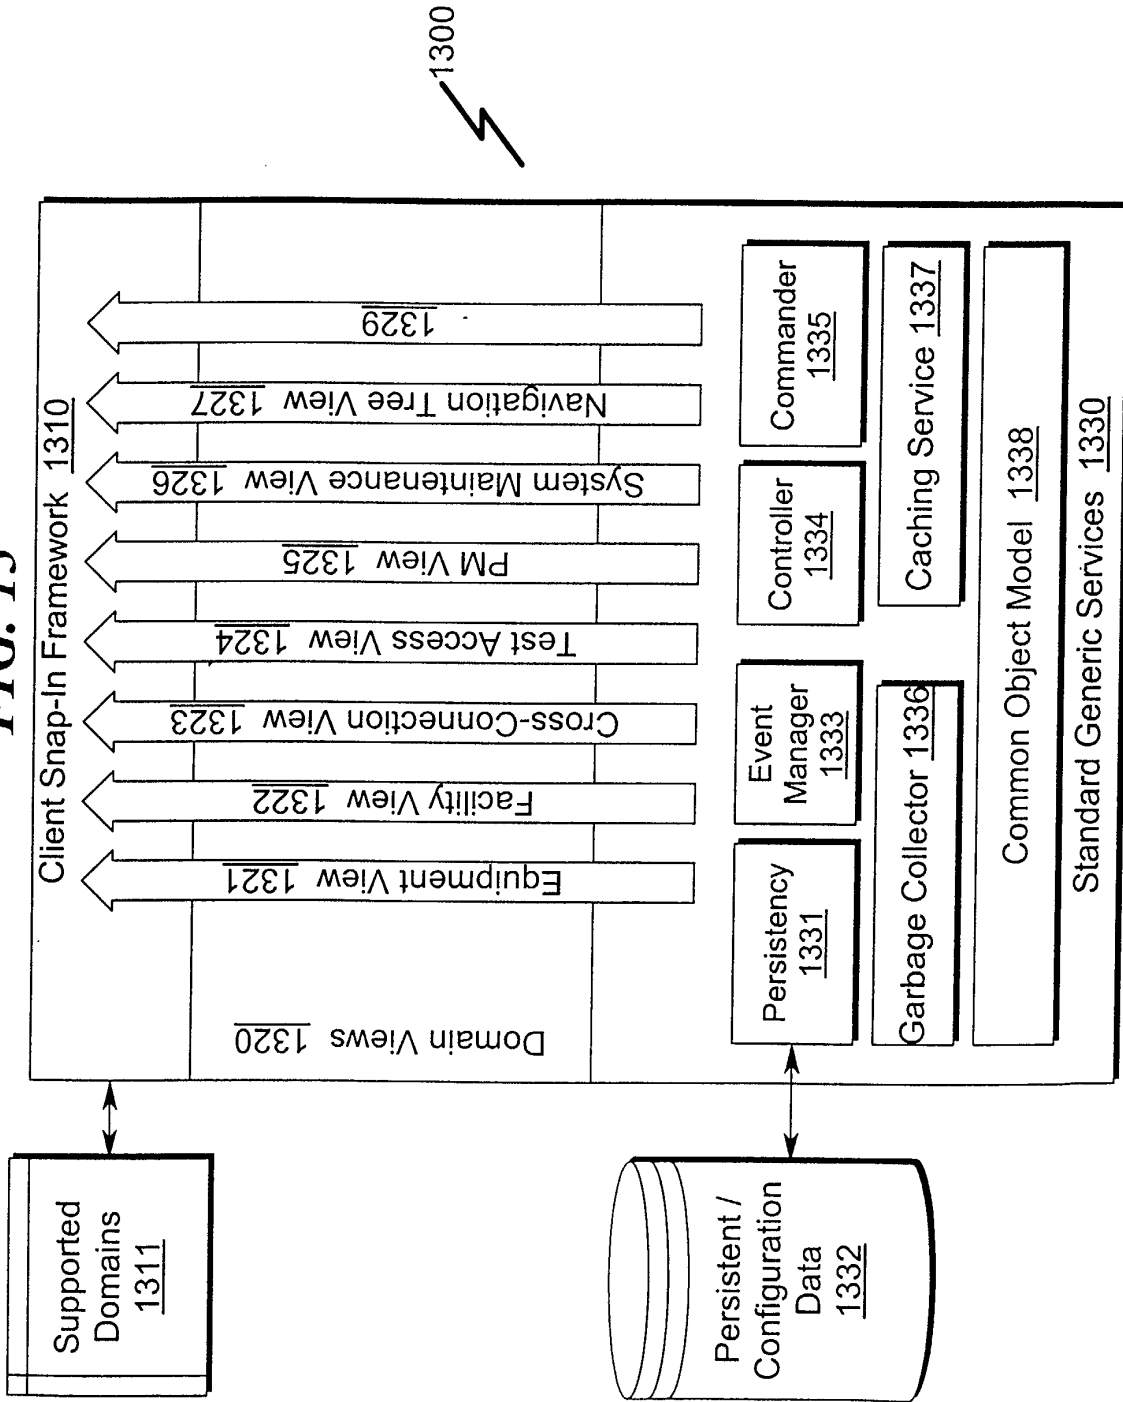 FIG. 13
1300
Client Snap-In Framework 1310
Supported
Domains
1311
Domain Views 1320
Equipment View 1321
Facility View 1322
Cross-Connection View 1323
Test Access View 1324
PM View 1325
System Maintenance View 1326
Navigation Tree View 1327
1329
Persistent /
Configuration
Data
1332
Persistency
1331
Event
Manager
1333
Controller
1334
Commander
1335
Garbage Collector 1336
Caching Service 1337
Common Object Model 1338
Standard Generic Services 1330